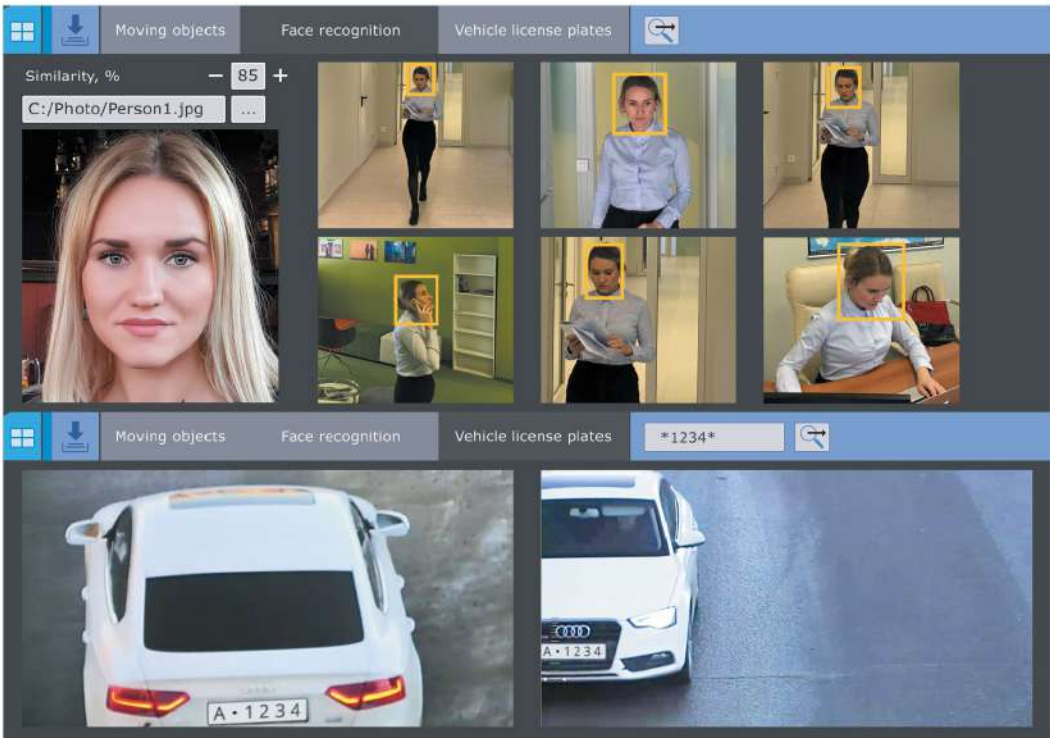 Moving objects
Face recognition
Vehicle license plates
Similarity, %
− 85 +
C:/Photo/Person1.jpg
...
Moving objects
Face recognition
Vehicle license plates
*1234*
A•1234
A•1234